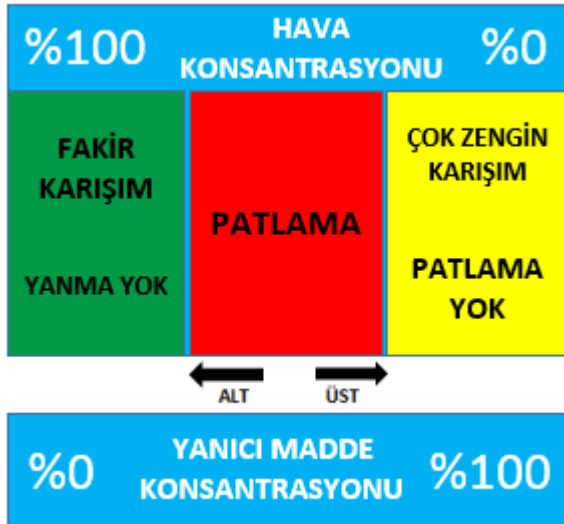 %100
HAVA
KONSANTRASYONU
%0
FAKİR
KARIŞIM
YANMA YOK
PATLAMA
ÇOK ZENGİN
KARIŞIM
PATLAMA
YOK
ALT
ÜST
%0
YANICI MADDE
KONSANTRASYONU
%100